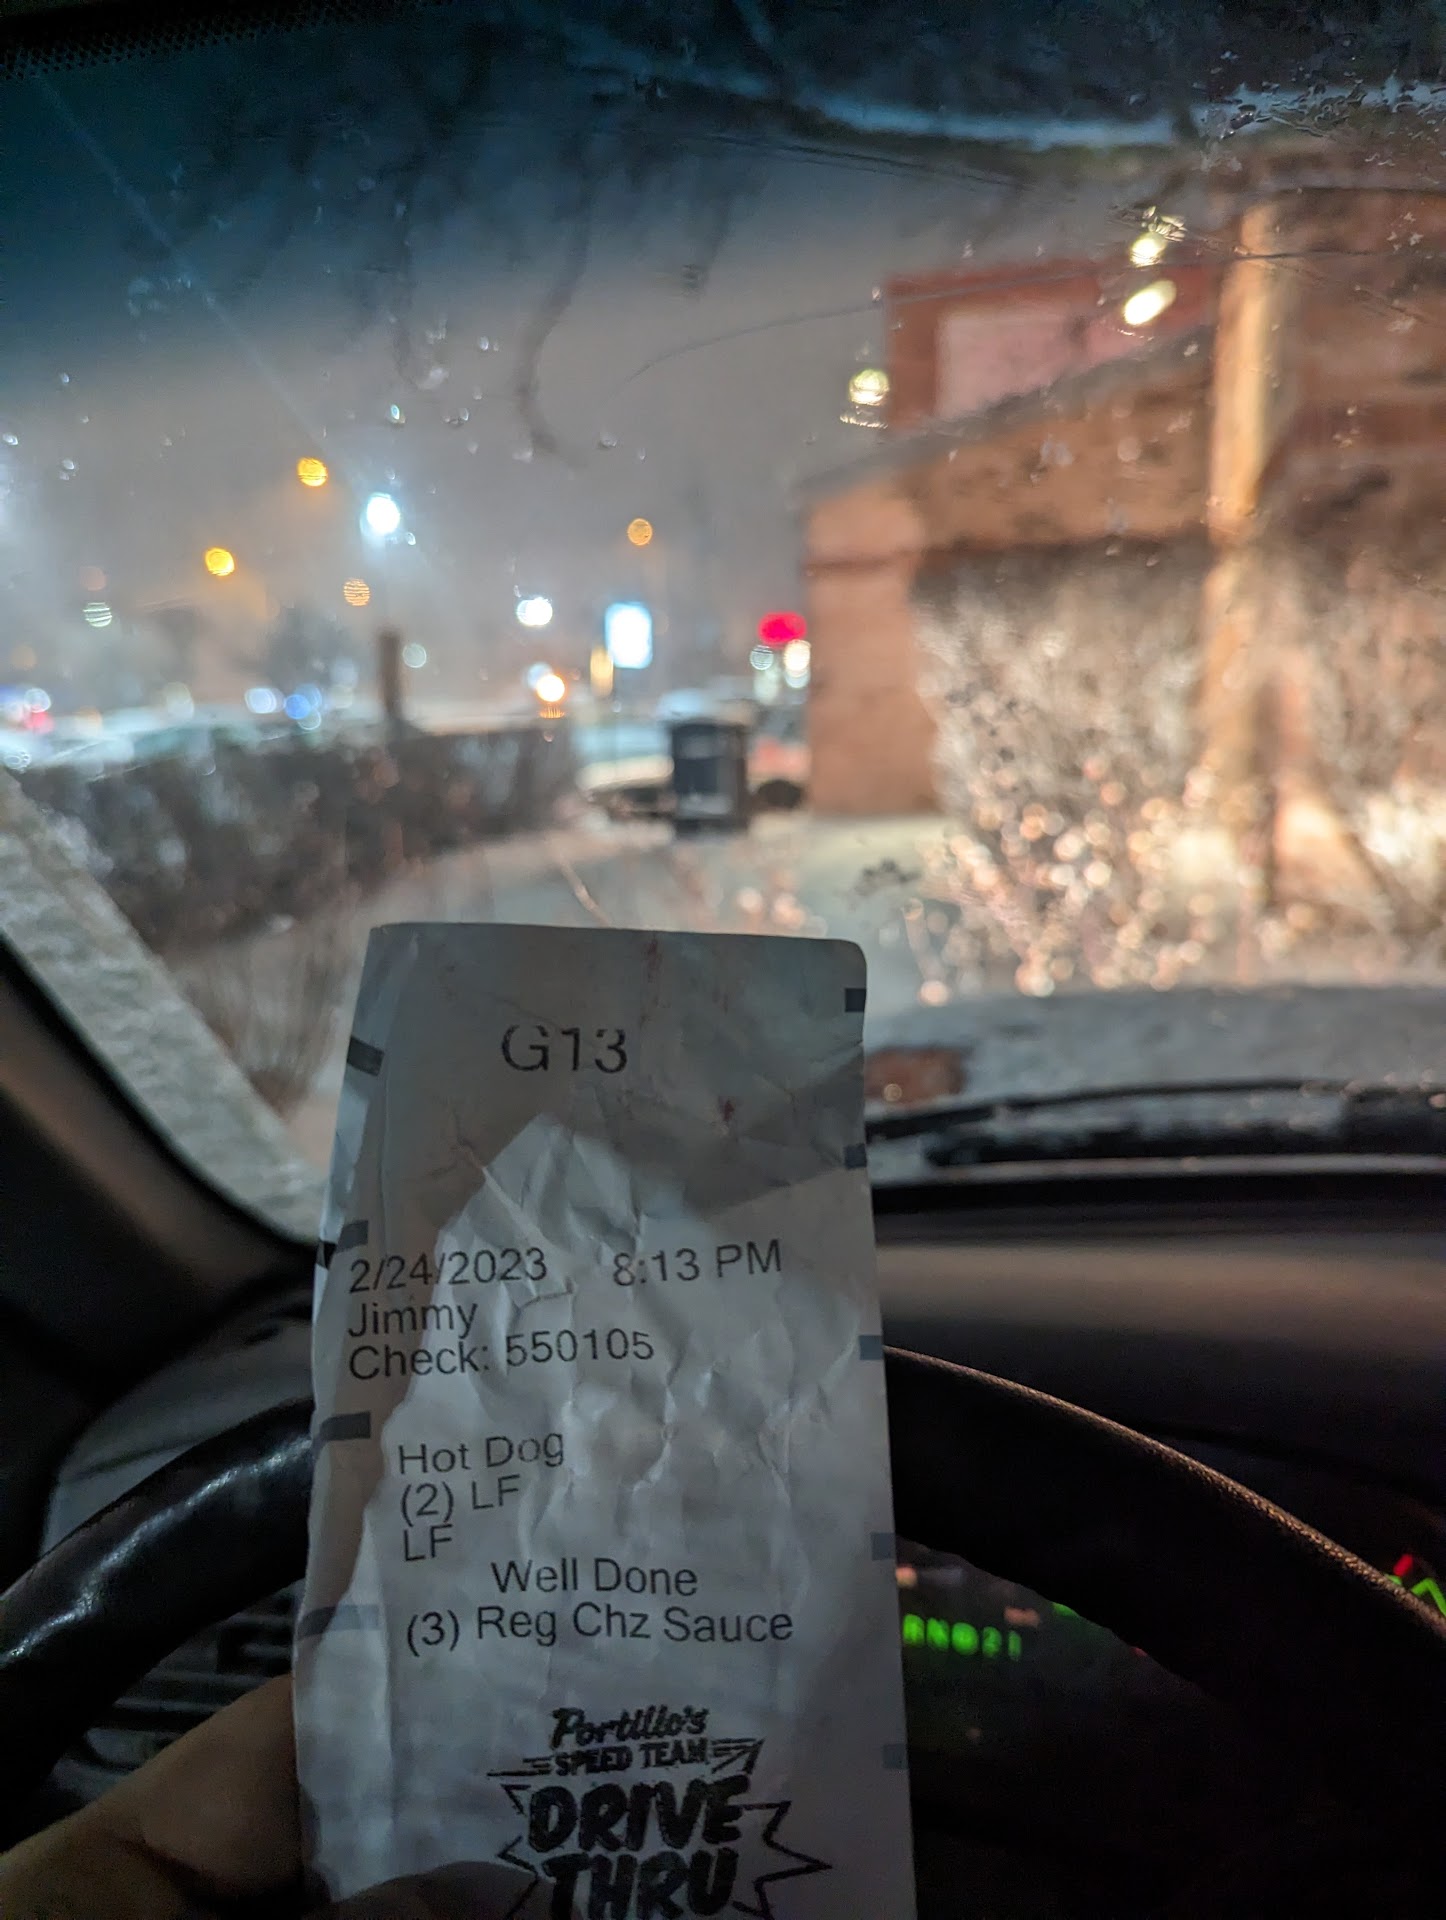 G13
2/24/2023 8:13 PM
Jimmy
Check: 550105
Hot Dog
(2) LF
LF
Well Done
(3) Reg Chz Sauce
Portillo's
SPEED TEAM
DRIVE
THRU